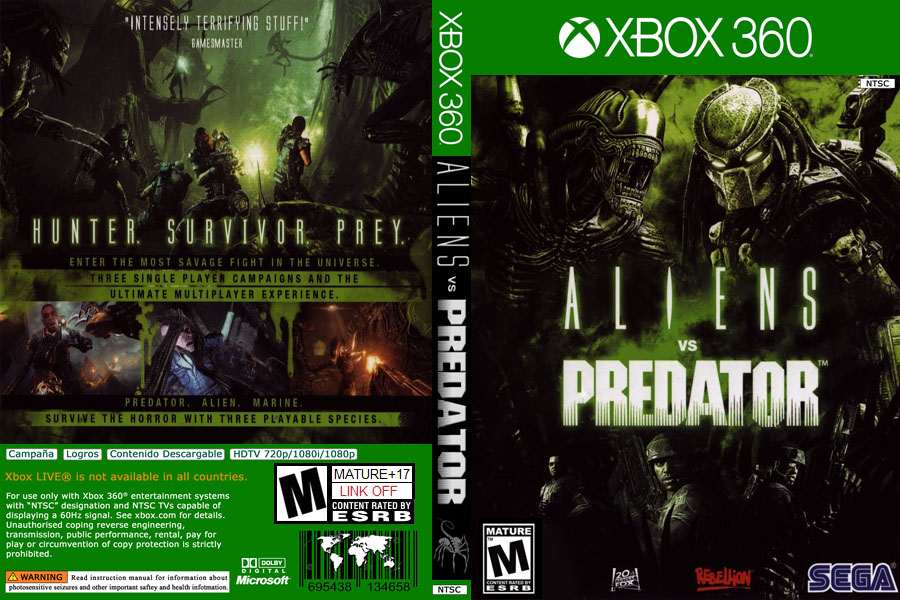 "INTENSELY TERRIFYING STUFF!"
GAMESMASTER
HUNTER. SURVIVOR. PREY.
ENTER THE MOST SAVAGE FIGHT IN THE UNIVERSE.
THREE SINGLE PLAYER CAMPAIGNS AND THE
ULTIMATE MULTIPLAYER EXPERIENCE.
PREDATOR. ALIEN. MARINE.
SURVIVE THE HORROR WITH THREE PLAYABLE SPECIES.
Campaña Logros Contenido Descargable HDTV 720p/1080i/1080p
Xbox LIVE® is not available in all countries.
For use only with Xbox 360® entertainment systems
with “NTSC” designation and NTSC TVs capable of
displaying a 60Hz signal. See xbox.com for details.
Unauthorised coping reverse engineering,
transmission, public performance, rental, pay for
play or circumvention of copy protection is strictly
prohibited.
WARNING Read instruction manual for information about
photosensitive seizures and other important saftey and health infotmation.
M
MATURE+17
LINK OFF
CONTENT RATED BY
ESRB
DOLBY
DIGITAL
Microsoft
695438 134658
XBOX 360
ALIENS
VS
PREDATOR
NTSC
XBOX 360
NTSC
ALIENS
VS
PREDATOR™
MATURE
M
CONTENT RATED BY
ESRB
20th
CENTURY
FOX
REBELLION
SEGA